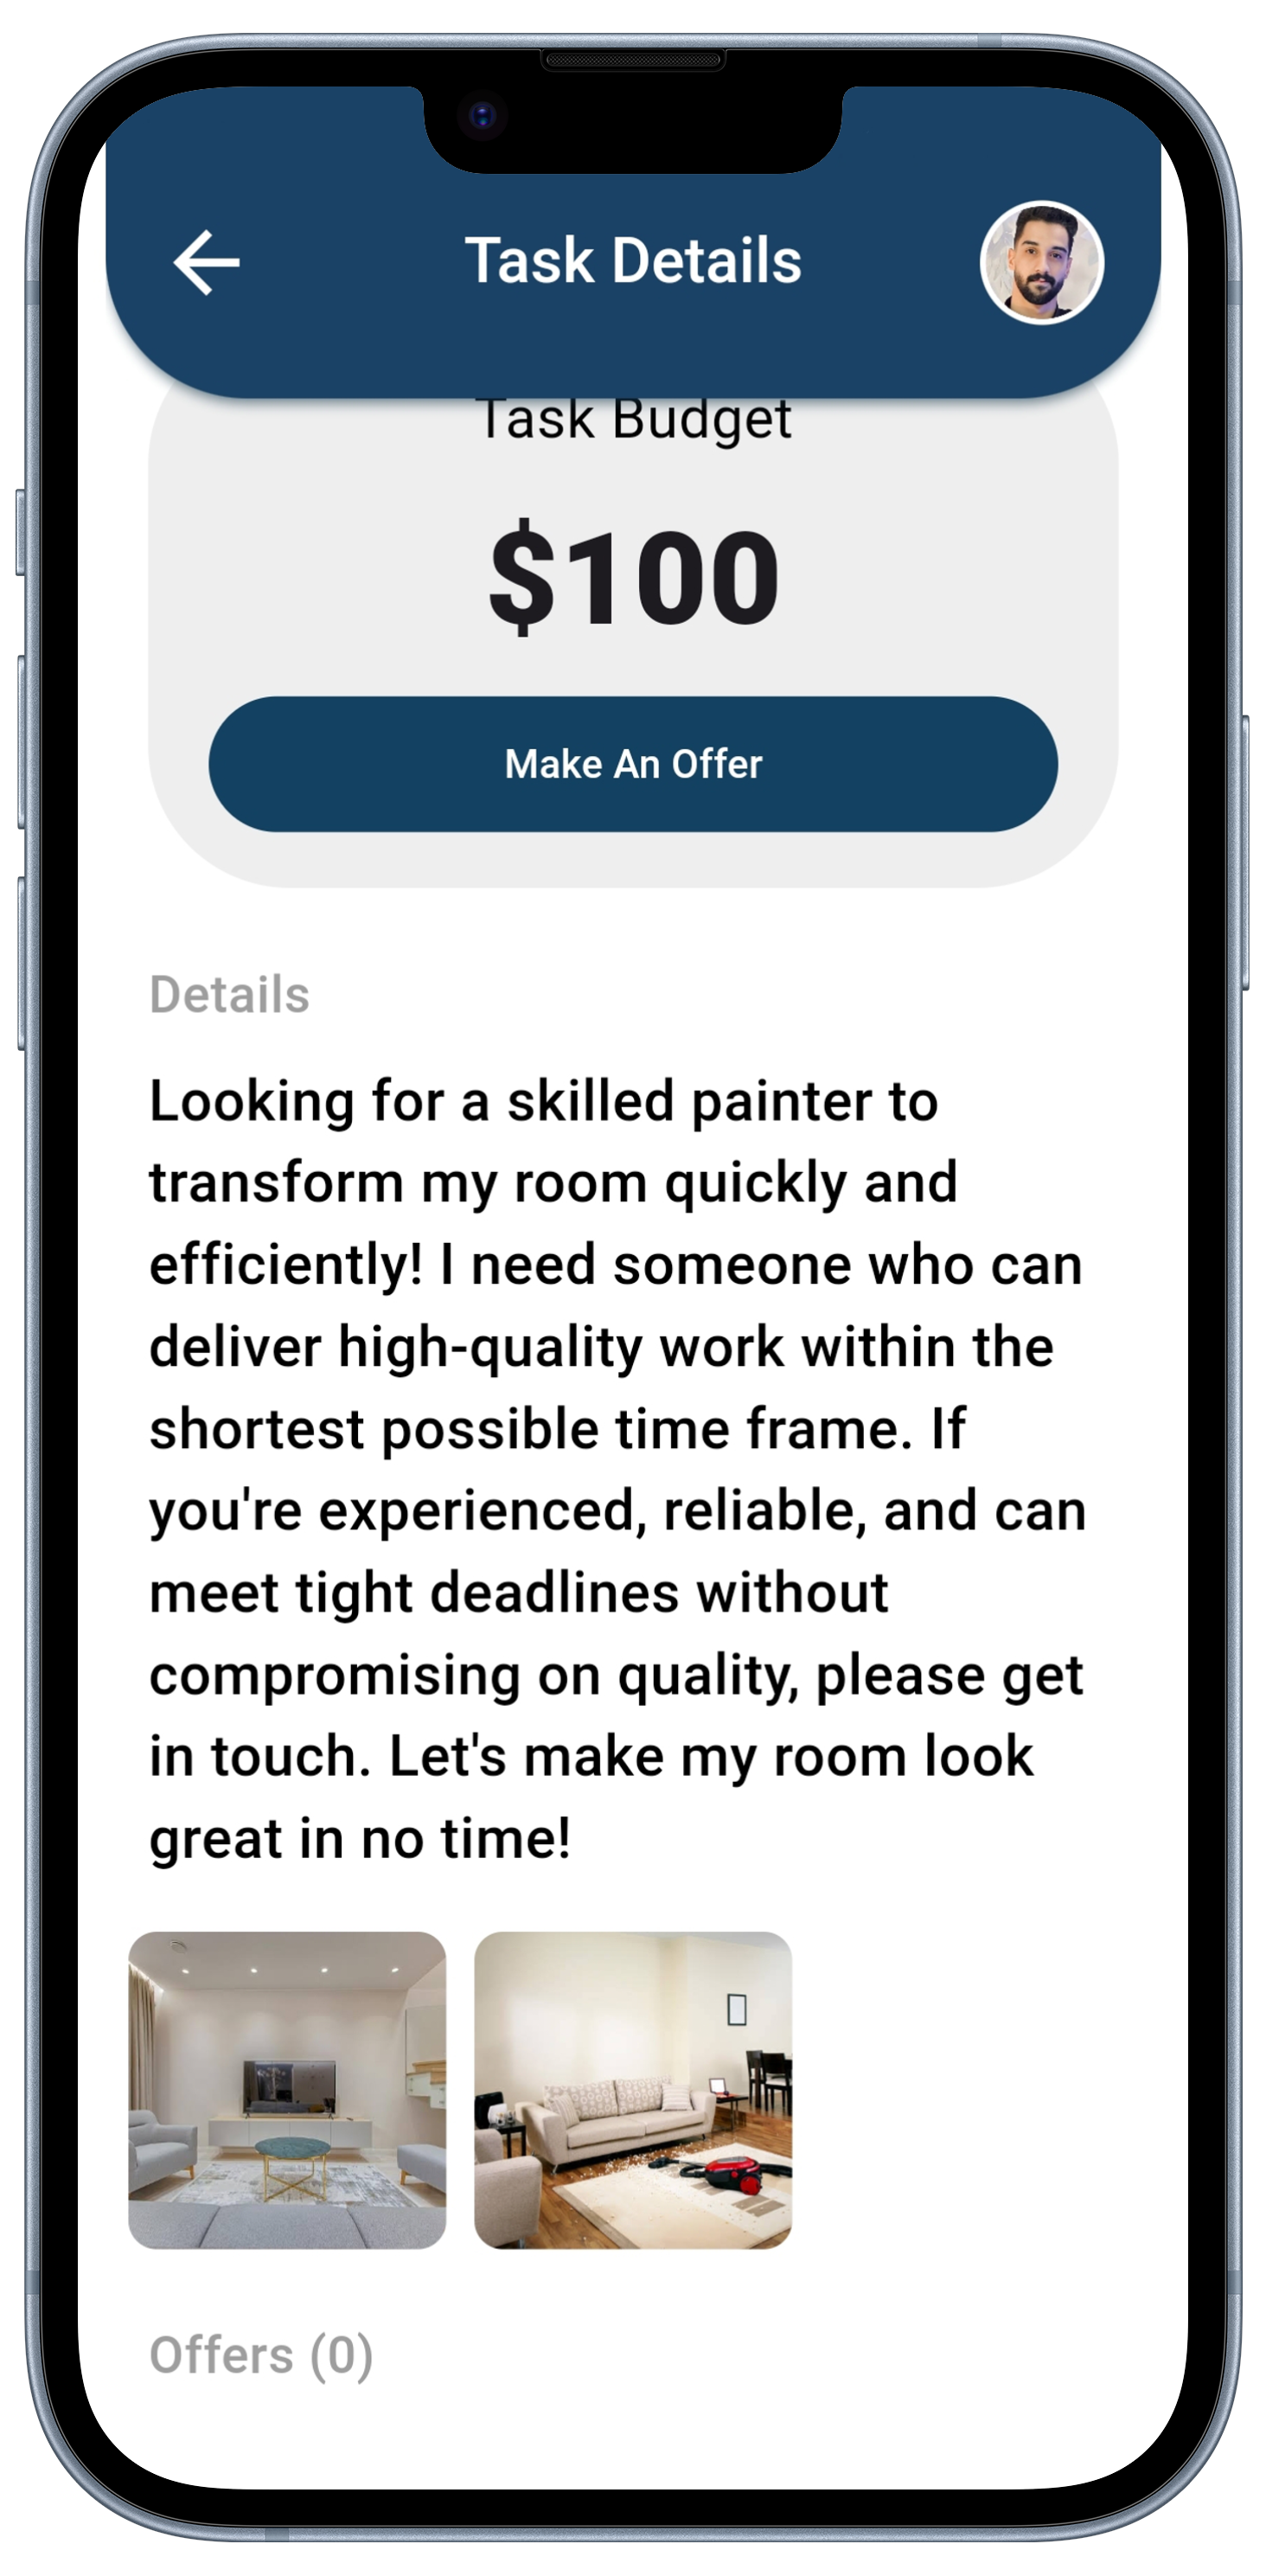 Task Details
Task Budget
$100
Make An Offer
Details
Looking for a skilled painter to
transform my room quickly and
efficiently! I need someone who can
deliver high-quality work within the
shortest possible time frame. If
you're experienced, reliable, and can
meet tight deadlines without
compromising on quality, please get
in touch. Let's make my room look
great in no time!
Offers (0)